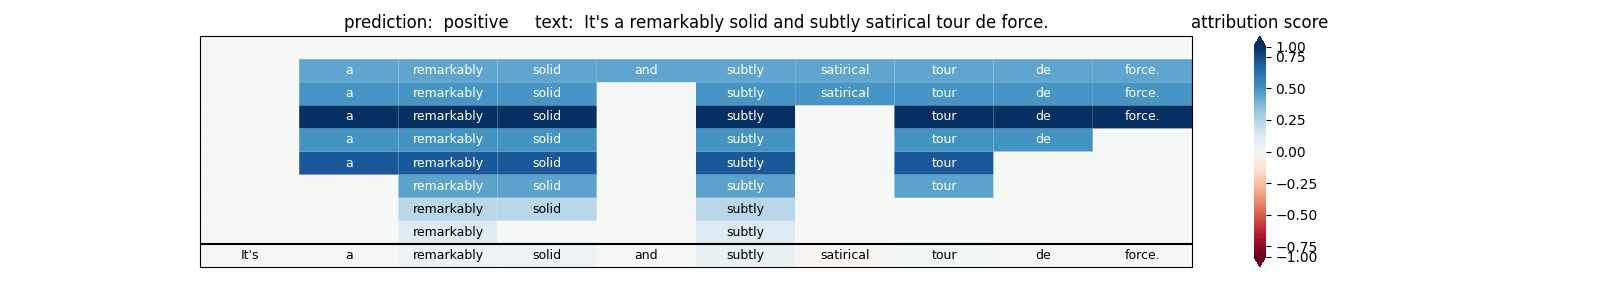 prediction:  positive     text:  It's a remarkably solid and subtly satirical tour de force.
attribution score
a remarkably solid and subtly satirical tour de force.
a remarkably solid subtly satirical tour de force.
a remarkably solid subtly tour de force.
a remarkably solid subtly tour de
a remarkably solid subtly tour
remarkably solid subtly tour
remarkably solid subtly
remarkably subtly
It's a remarkably solid and subtly satirical tour de force.
1.00
0.75
0.50
0.25
0.00
−0.25
−0.50
−0.75
−1.00